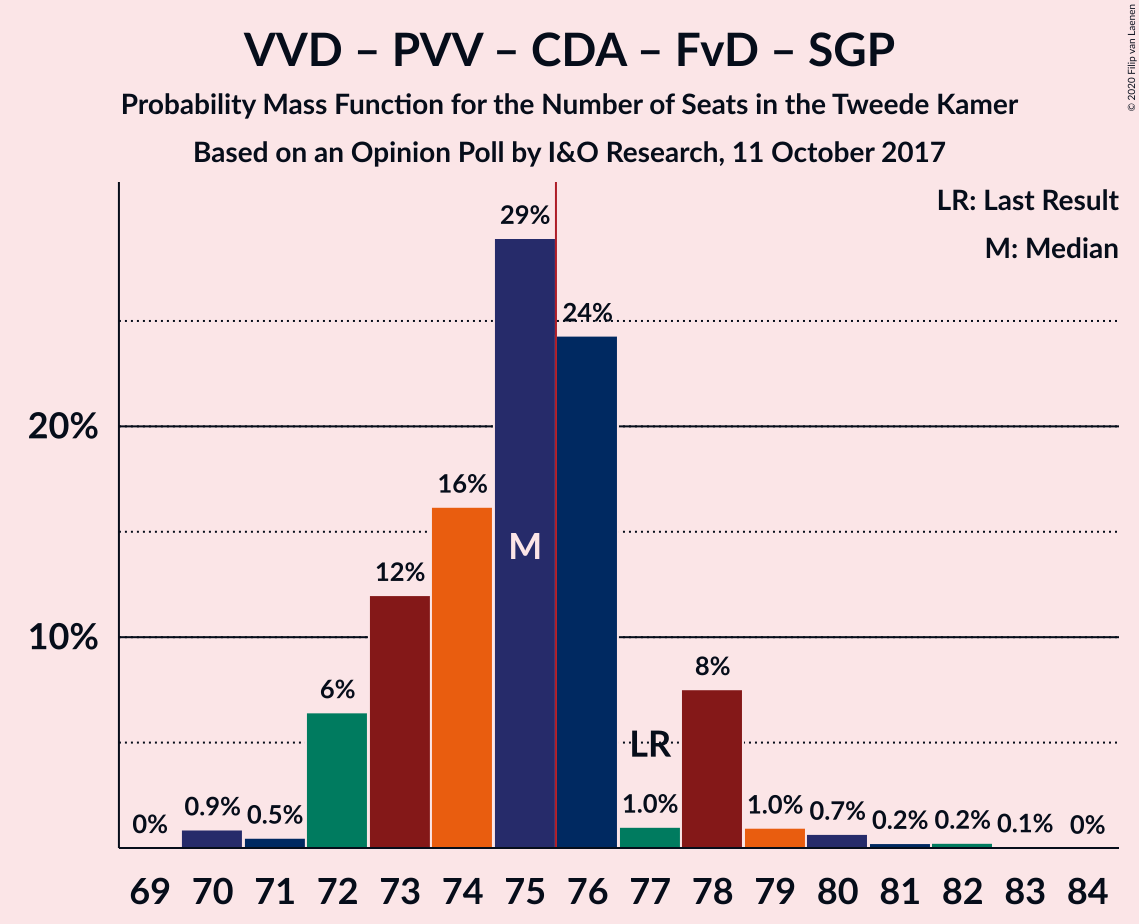 VVD – PVV – CDA – FvD – SGP
Probability Mass Function for the Number of Seats in the Tweede Kamer
Based on an Opinion Poll by I&O Research, 11 October 2017
© 2020 Filip van Laenen
LR: Last Result
M: Median
29%
24%
20%
16%
M
12%
10%
8%
6%
LR
0% 0.9% 0.5% 1.0% 1.0% 0.7% 0.2% 0.2% 0.1% 0%
69 70 71 72 73 74 75 76 77 78 79 80 81 82 83 84